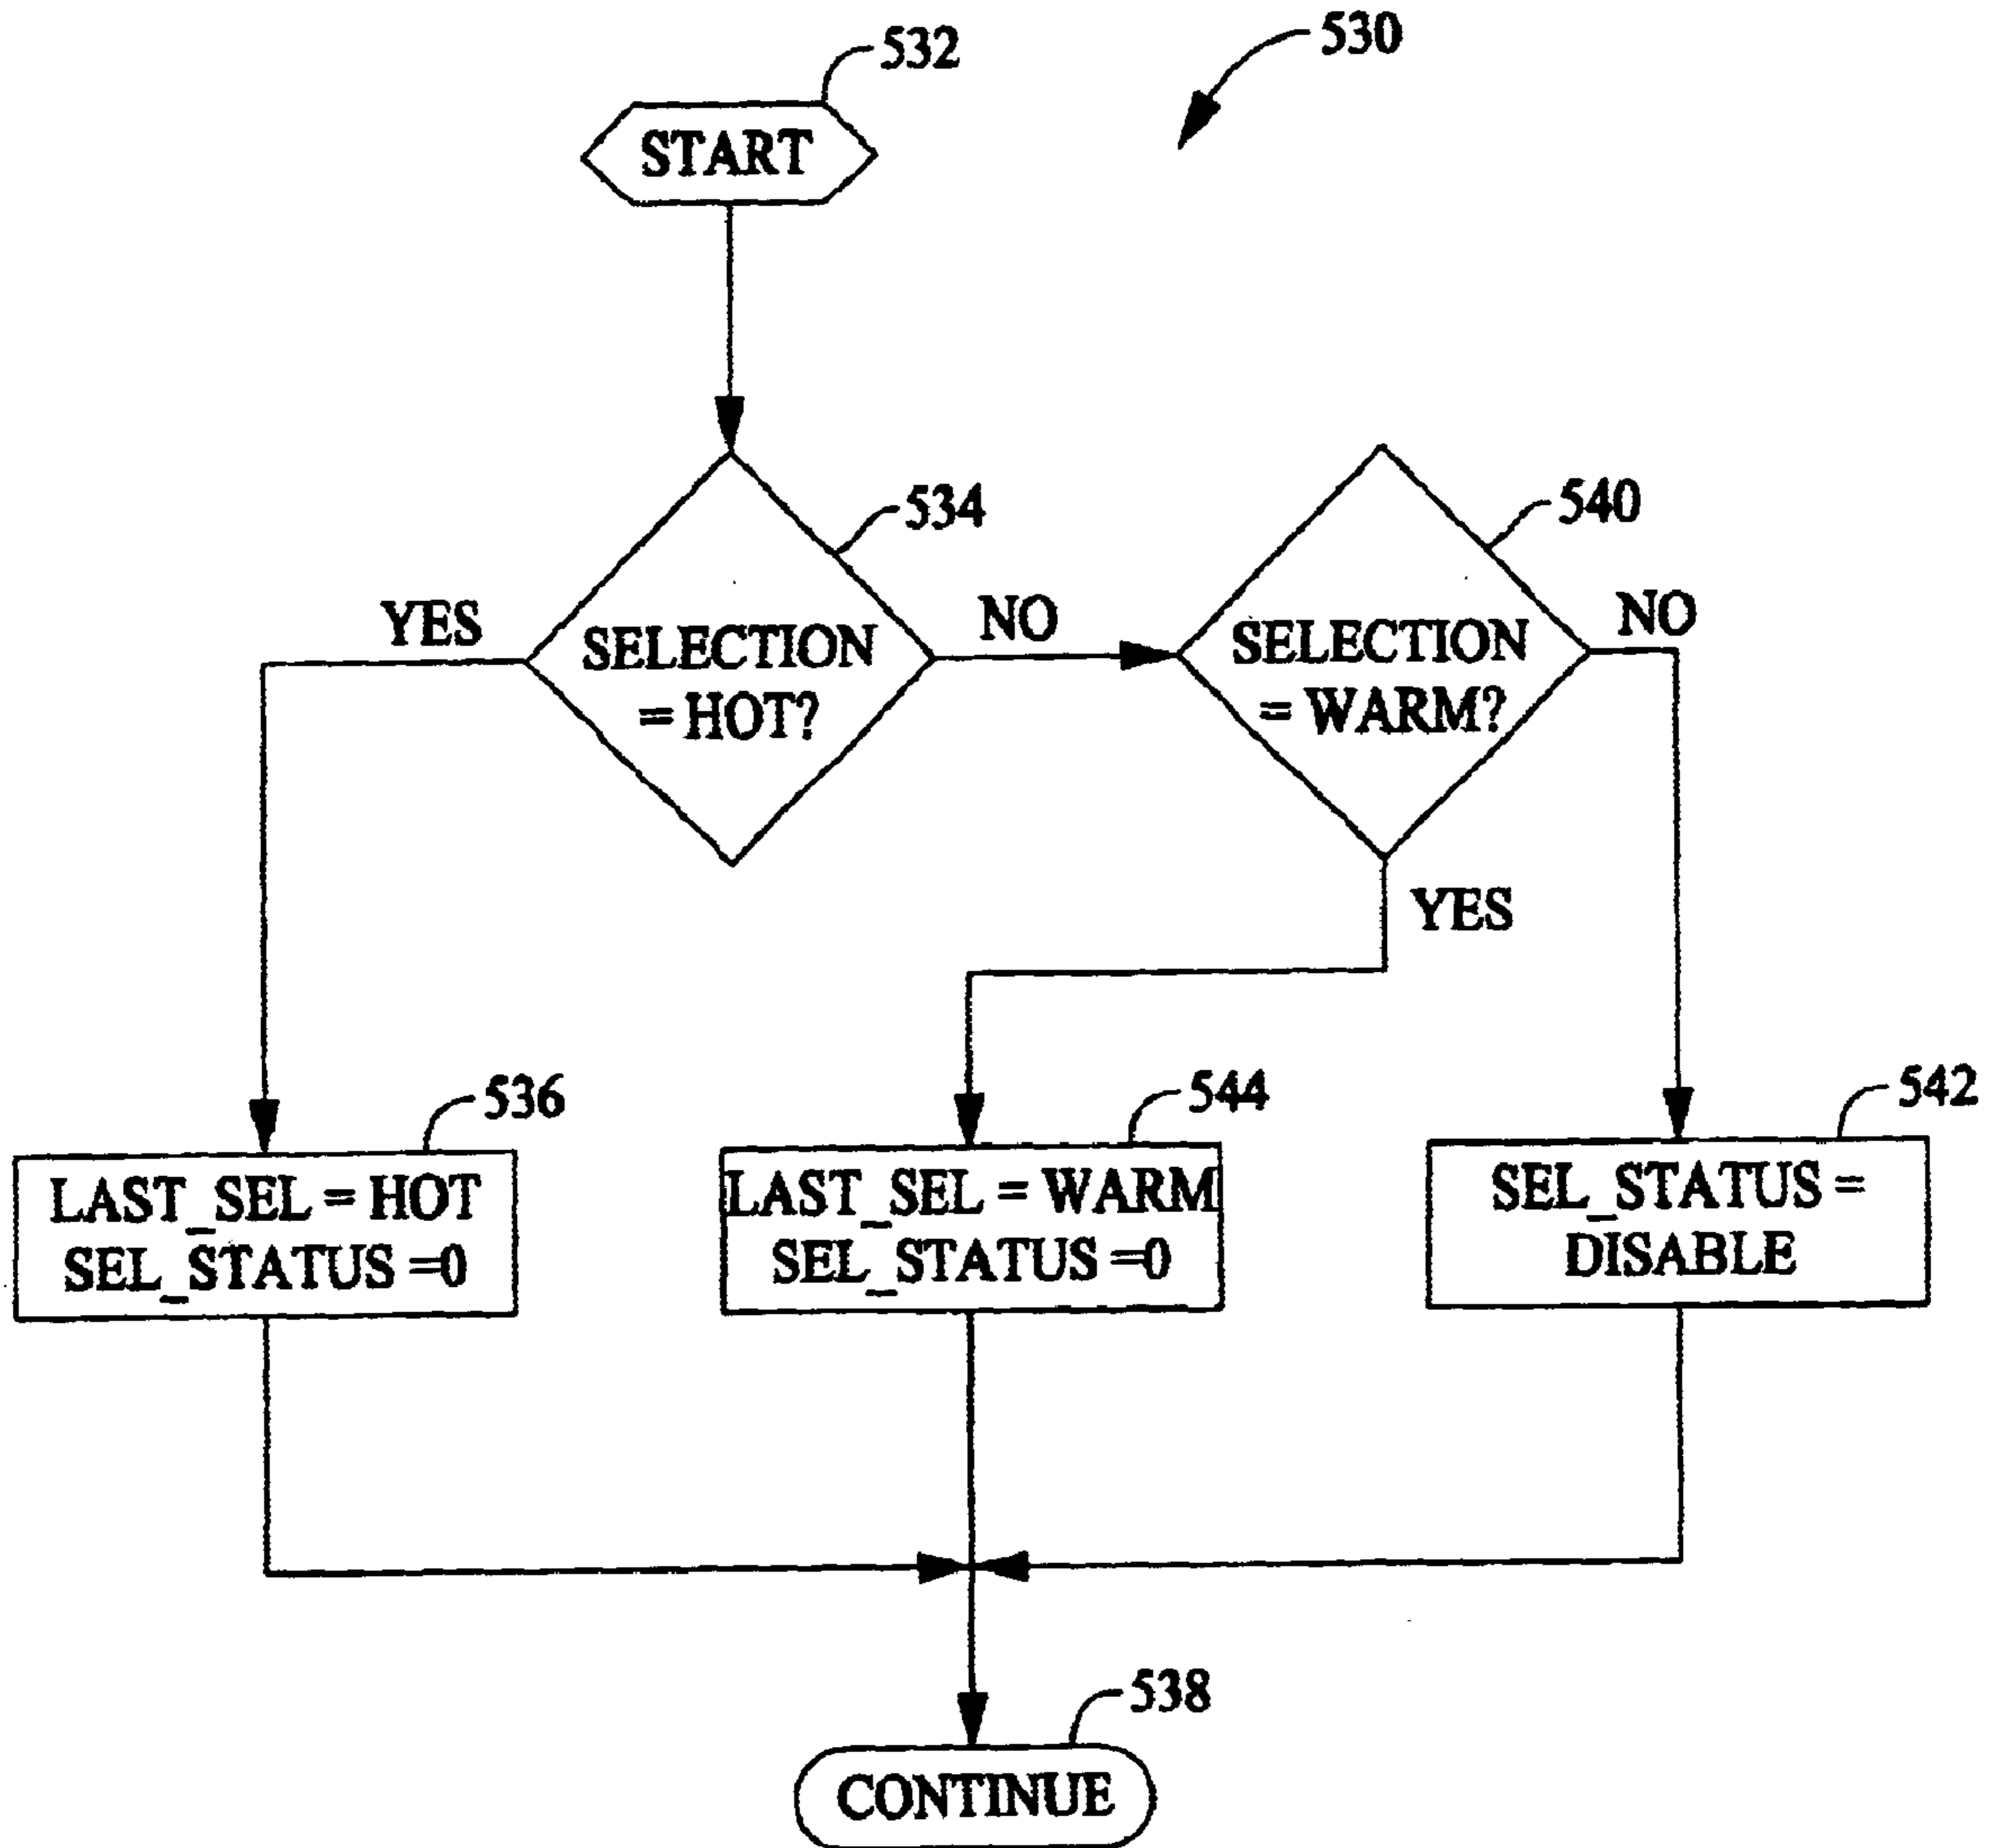 532
530
START
534
540
YES
NO
NO
SELECTION
= HOT?
SELECTION
= WARM?
YES
536
544
542
LAST_SEL = HOT
SEL_STATUS =0
LAST_SEL = WARM
SEL_STATUS =0
SEL_STATUS =
DISABLE
538
CONTINUE